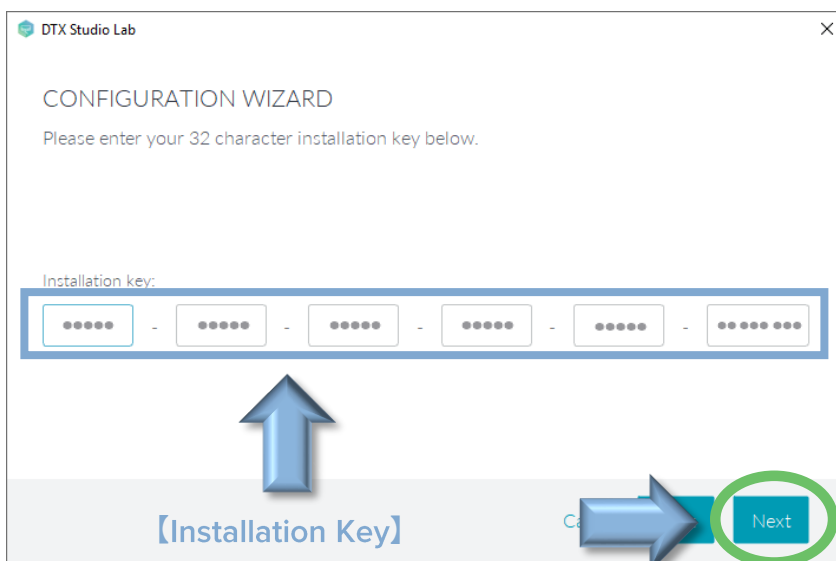 DTX Studio Lab
CONFIGURATION WIZARD
Please enter your 32 character installation key below.
Installation key:
●●●●● - ●●●●● - ●●●●● - ●●●●● - ●●●●● - ●● ●●● ●●●
【Installation Key】
Next